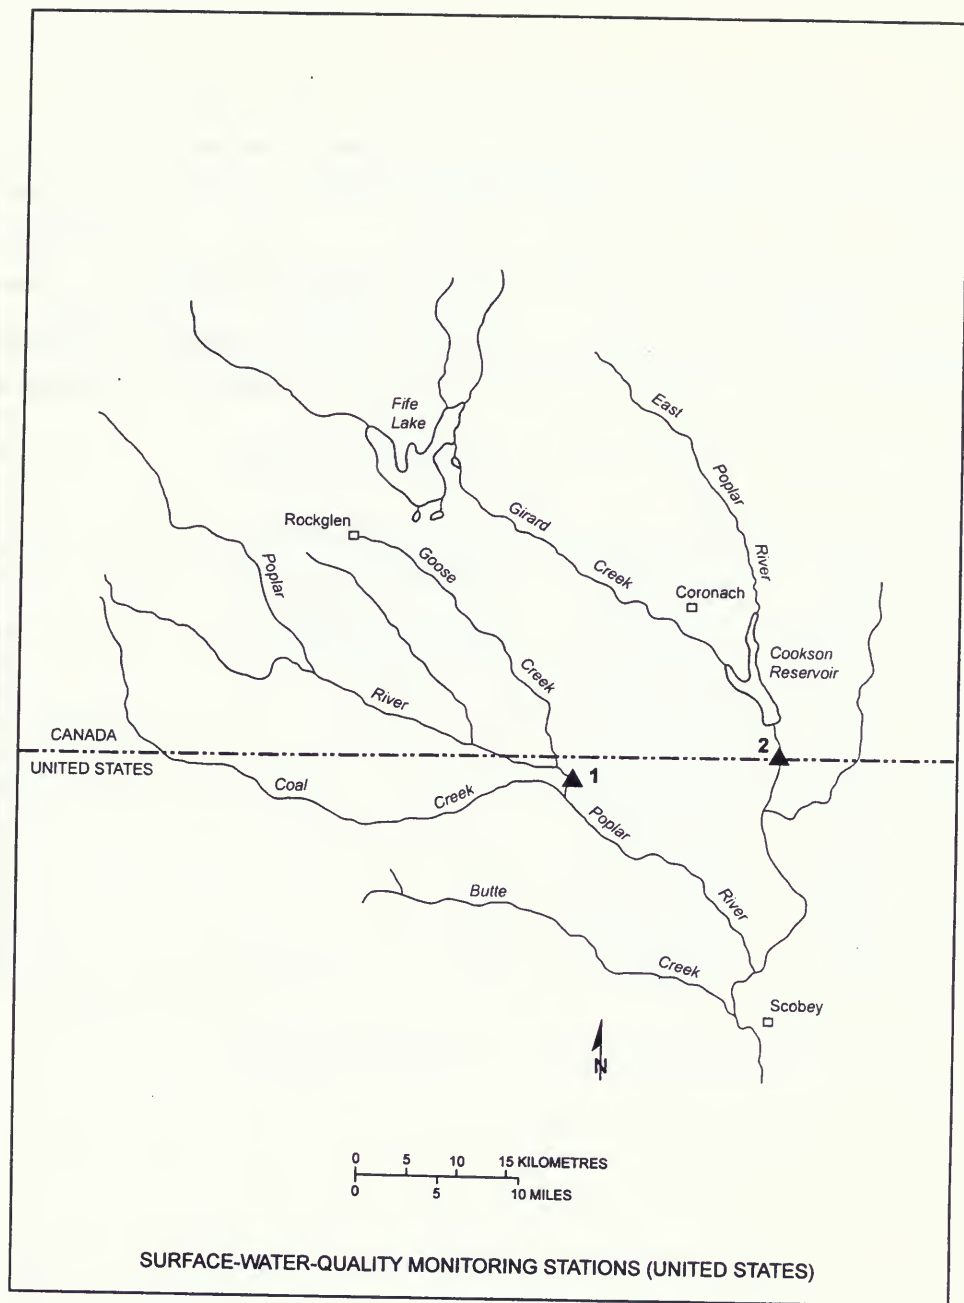 Fife
Lake
East
Poplar
River
Rockglen
Goose
Creek
Girard
Creek
Coronach
Poplar
River
Cookson
Reservoir
CANADA
UNITED STATES
2
1
Coal
Creek
Poplar
River
Butte
Creek
Scobey
N
0 5 10 15 KILOMETRES
0 5 10 MILES
SURFACE-WATER-QUALITY MONITORING STATIONS (UNITED STATES)